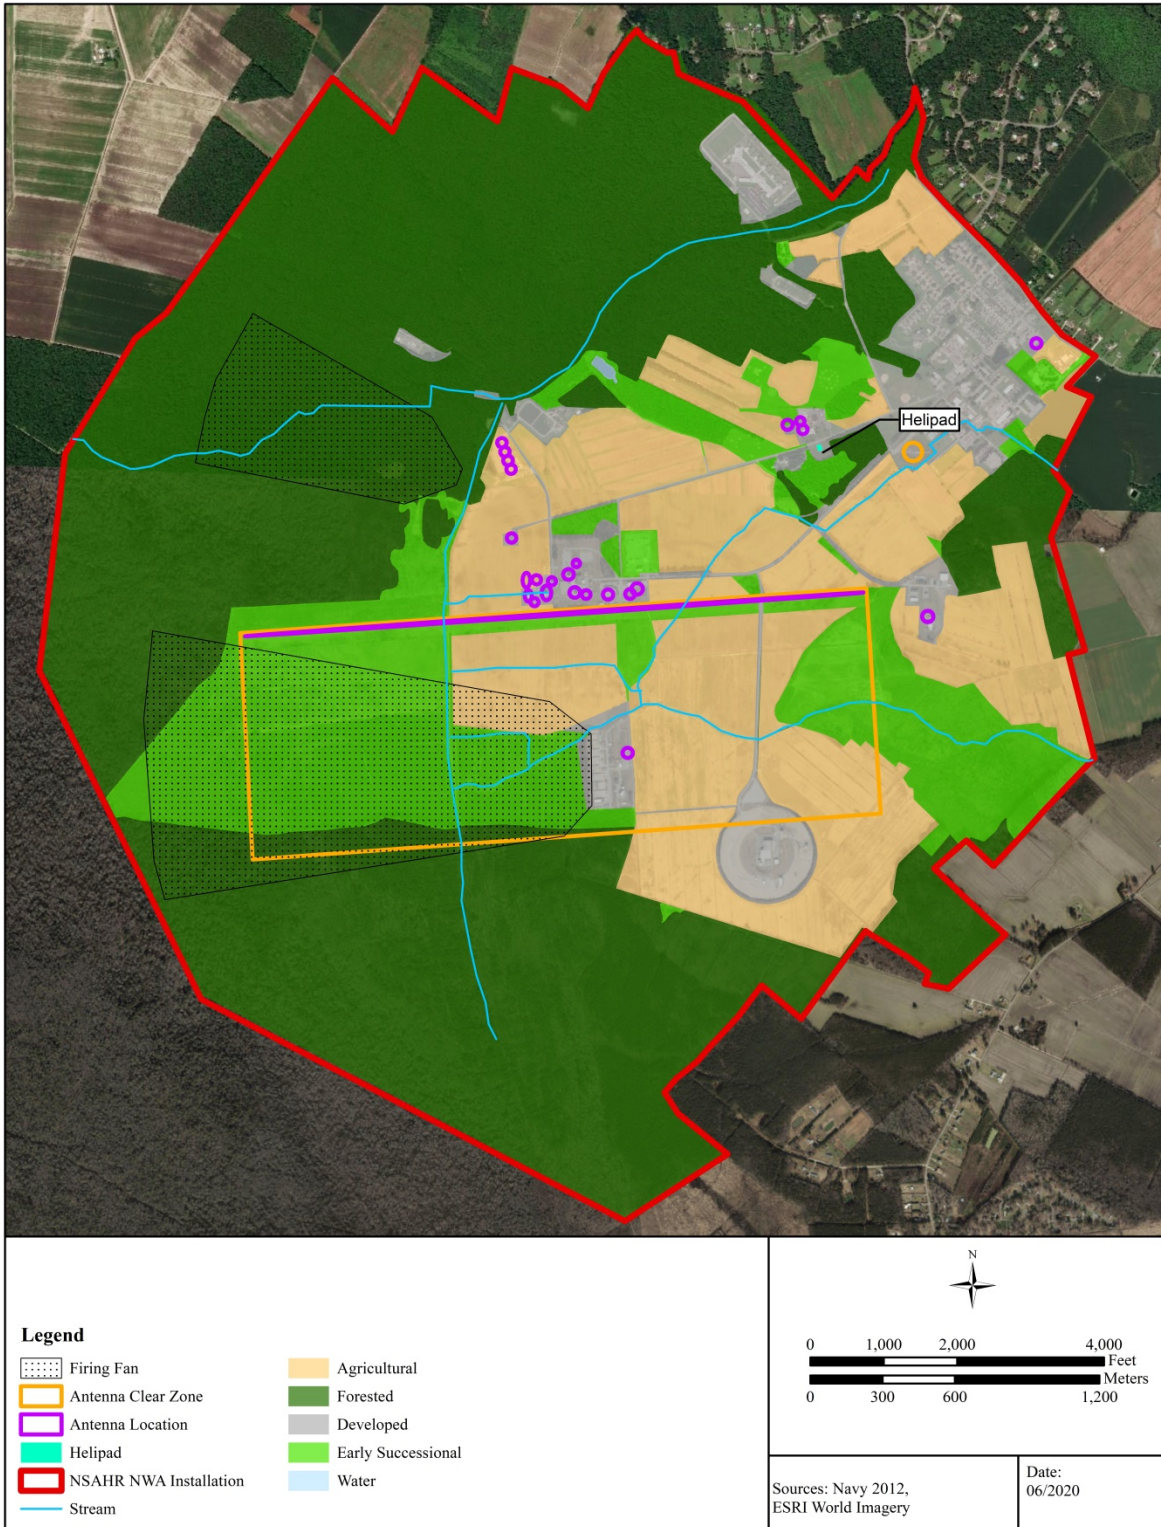 Helipad
Legend
Firing Fan
Antenna Clear Zone
Antenna Location
Helipad
NSAHR NWA Installation
Stream
Agricultural
Forested
Developed
Early Successional
Water
N
0 1,000 2,000 4,000
Feet
Meters
0 300 600 1,200
Sources: Navy 2012,
ESRI World Imagery
Date:
06/2020